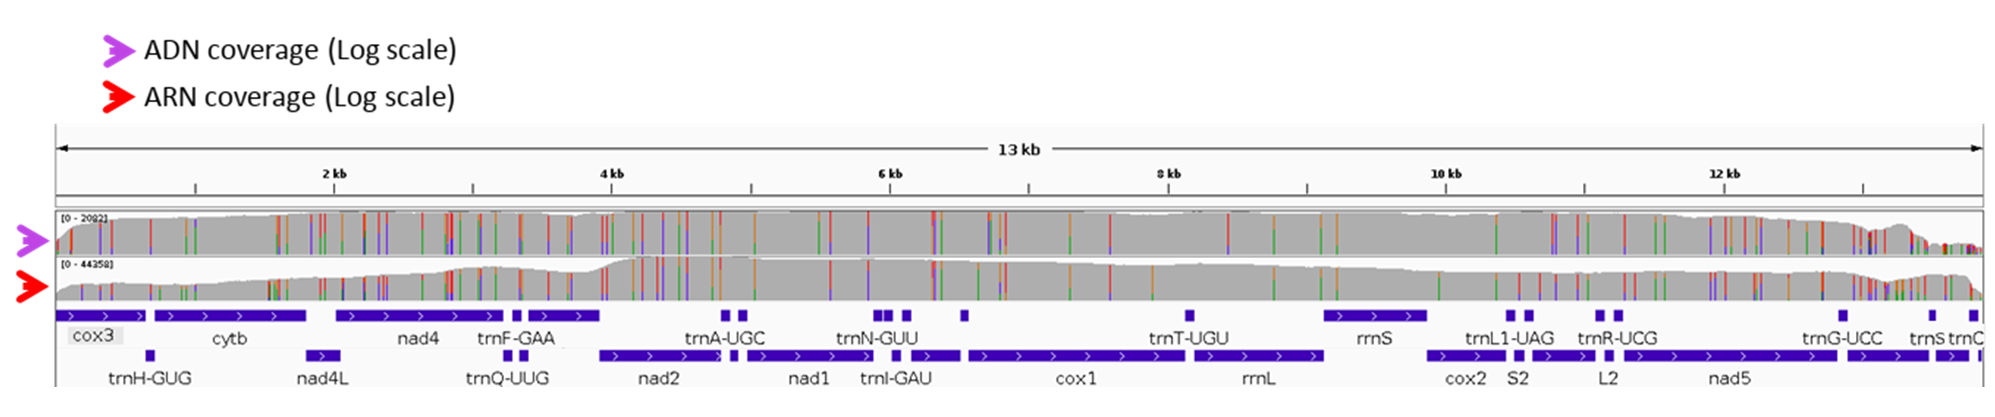 ADN coverage (Log scale)
ARN coverage (Log scale)
13 kb
2 kb 4 kb 6 kb 8 kb 10 kb 12 kb
[0 - 2082]
[0 - 44358]
cox3 cytb nad4 trnF-GAA trnA-UGC trnN-GUU trnT-UGU rrnS trnL1-UAG trnR-UCG trnG-UCC trnS trnC
trnH-GUG nad4L trnQ-UUG nad2 nad1 trnI-GAU cox1 rrnL cox2 S2 L2 nad5